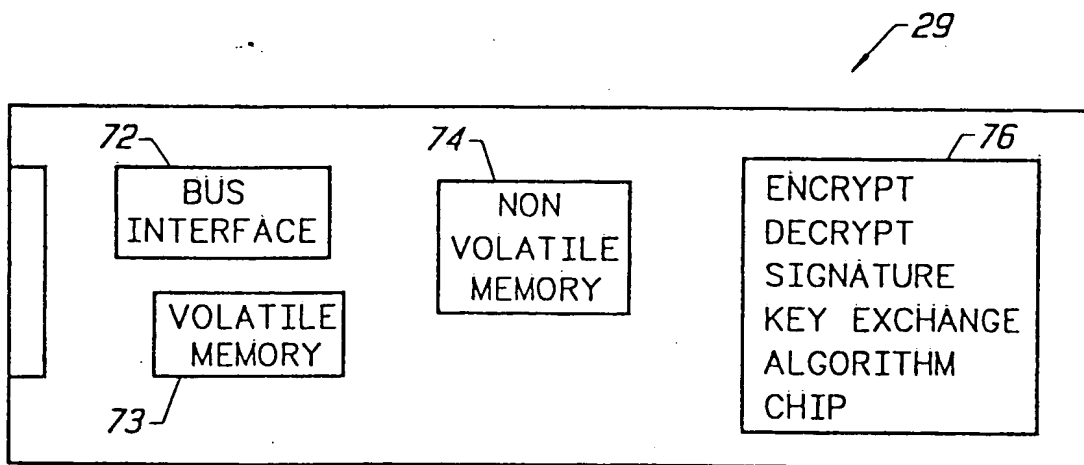 29
72
BUS
INTERFACE
VOLATILE
MEMORY
73
74
NON
VOLATILE
MEMORY
76
ENCRYPT
DECRYPT
SIGNATURE
KEY EXCHANGE
ALGORITHM
CHIP